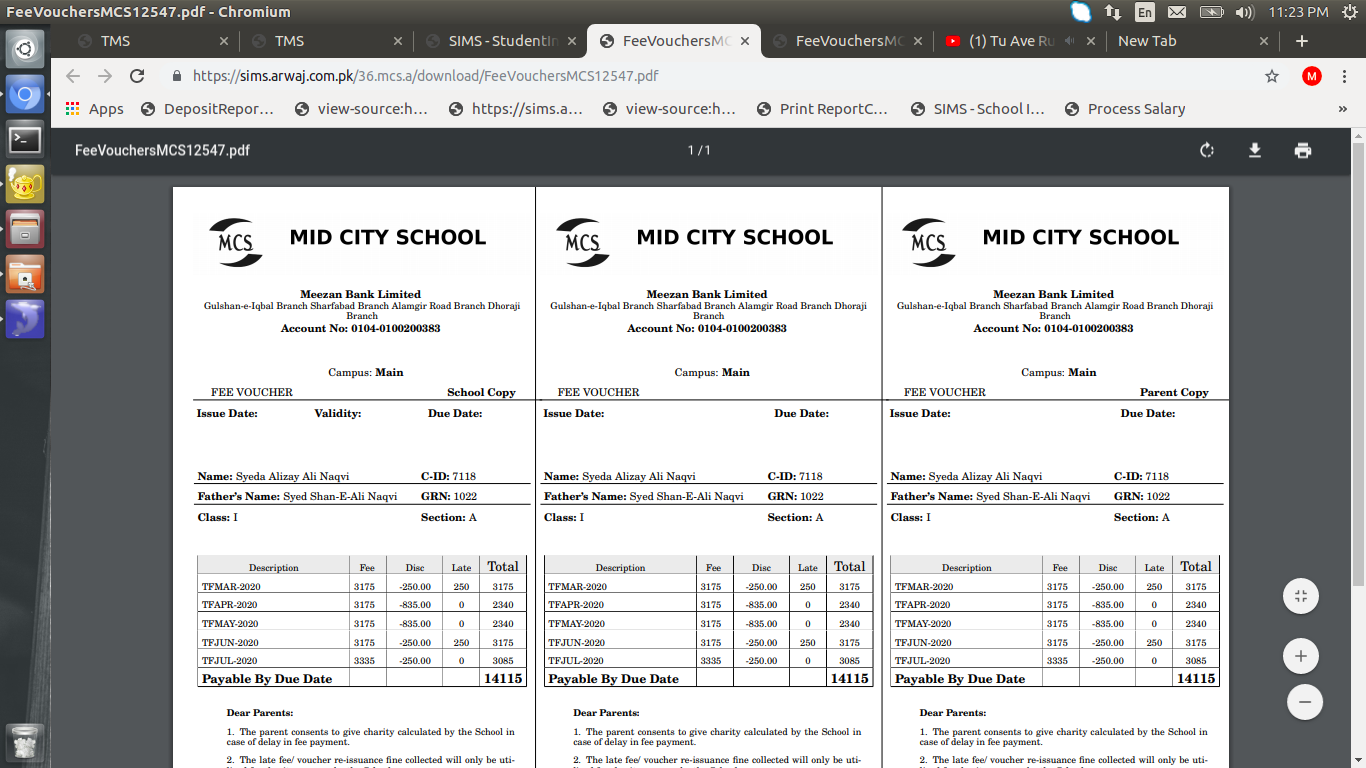 FeeVouchersMCS12547.pdf - Chromium
En
11:23 PM
TMS
TMS
SIMS - StudentIn
FeeVouchersMC
FeeVouchersMC
(1) Tu Ave Ru
New Tab
https://sims.arwaj.com.pk/36.mcs.a/download/FeeVouchersMCS12547.pdf
M
Apps
DepositRepor...
view-source:h...
https://sims.a...
view-source:h...
Print ReportC...
SIMS - School I...
Process Salary
»
FeeVouchersMCS12547.pdf
1 / 1
MCS
MID CITY SCHOOL
Meezan Bank Limited
Gulshan-e-Iqbal Branch Sharfabad Branch Alamgir Road Branch Dhoraji
Branch
Account No: 0104-0100200383
Campus: Main
FEE VOUCHER School Copy
Issue Date: Validity: Due Date:
Name: Syeda Alizay Ali Naqvi C-ID: 7118
Father's Name: Syed Shan-E-Ali Naqvi GRN: 1022
Class: I Section: A
Description Fee Disc Late Total
TFMAR-2020 3175 -250.00 250 3175
TFAPR-2020 3175 -835.00 0 2340
TFMAY-2020 3175 -835.00 0 2340
TFJUN-2020 3175 -250.00 250 3175
TFJUL-2020 3335 -250.00 0 3085
Payable By Due Date 14115
Dear Parents:
1. The parent consents to give charity calculated by the School in
case of delay in fee payment.
2. The late fee/ voucher re-issuance fine collected will only be uti-
MCS
MID CITY SCHOOL
Meezan Bank Limited
Gulshan-e-Iqbal Branch Sharfabad Branch Alamgir Road Branch Dhoraji
Branch
Account No: 0104-0100200383
Campus: Main
FEE VOUCHER
Issue Date: Due Date:
Name: Syeda Alizay Ali Naqvi C-ID: 7118
Father's Name: Syed Shan-E-Ali Naqvi GRN: 1022
Class: I Section: A
Description Fee Disc Late Total
TFMAR-2020 3175 -250.00 250 3175
TFAPR-2020 3175 -835.00 0 2340
TFMAY-2020 3175 -835.00 0 2340
TFJUN-2020 3175 -250.00 250 3175
TFJUL-2020 3335 -250.00 0 3085
Payable By Due Date 14115
Dear Parents:
1. The parent consents to give charity calculated by the School in
case of delay in fee payment.
2. The late fee/ voucher re-issuance fine collected will only be uti-
MCS
MID CITY SCHOOL
Meezan Bank Limited
Gulshan-e-Iqbal Branch Sharfabad Branch Alamgir Road Branch Dhoraji
Branch
Account No: 0104-0100200383
Campus: Main
FEE VOUCHER Parent Copy
Issue Date: Due Date:
Name: Syeda Alizay Ali Naqvi C-ID: 7118
Father's Name: Syed Shan-E-Ali Naqvi GRN: 1022
Class: I Section: A
Description Fee Disc Late Total
TFMAR-2020 3175 -250.00 250 3175
TFAPR-2020 3175 -835.00 0 2340
TFMAY-2020 3175 -835.00 0 2340
TFJUN-2020 3175 -250.00 250 3175
TFJUL-2020 3335 -250.00 0 3085
Payable By Due Date 14115
Dear Parents:
1. The parent consents to give charity calculated by the School in
case of delay in fee payment.
2. The late fee/ voucher re-issuance fine collected will only be uti-